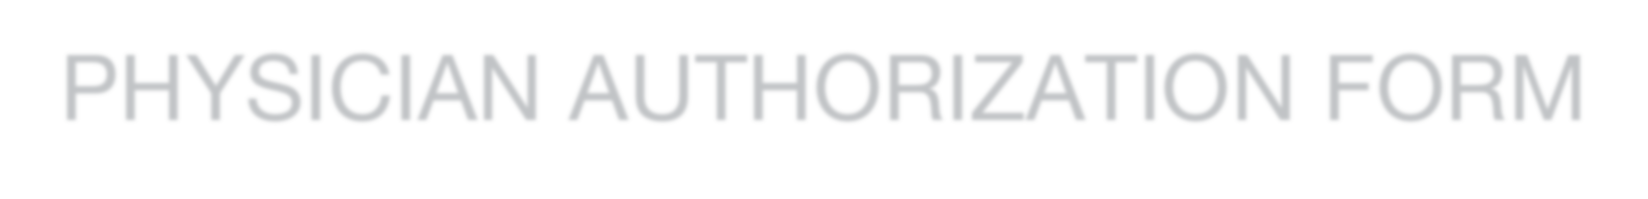 PHYSICIAN AUTHORIZATION FORM